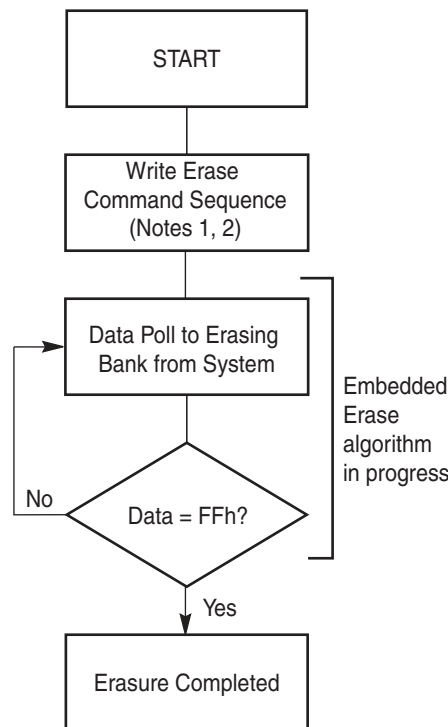 START
Write Erase
Command Sequence
(Notes 1, 2)
Data Poll to Erasing
Bank from System
Embedded
Erase
algorithm
in progress
No
Data = FFh?
Yes
Erasure Completed